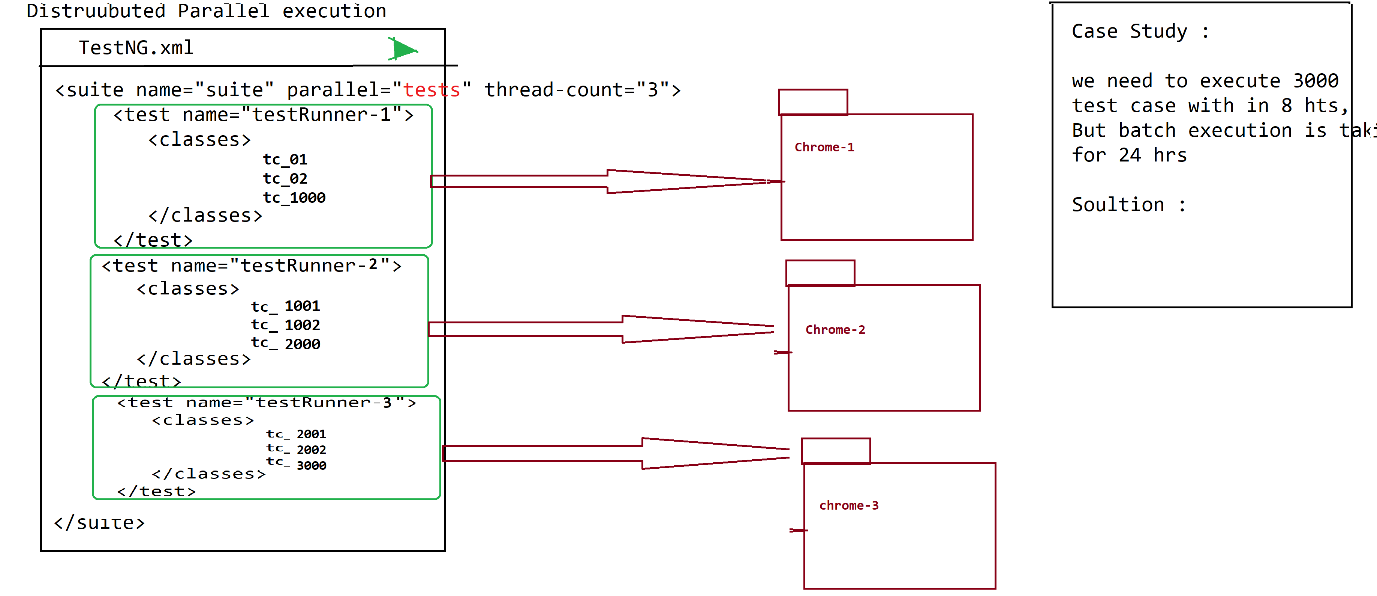 Distruubuted Parallel execution
TestNG.xml
<suite name="suite" parallel="tests" thread-count="3">
<test name="testRunner-1">
<classes>
tc_01
tc_02
tc_1000
</classes>
</test>
<test name="testRunner-2">
<classes>
tc_ 1001
tc_ 1002
tc_ 2000
</classes>
</test>
<test name="testRunner-3">
<classes>
tc_ 2001
tc_ 2002
tc_ 3000
</classes>
</test>
</suite>
Chrome-1
Chrome-2
chrome-3
Case Study :
we need to execute 3000
test case with in 8 hts,
But batch execution is
for 24 hrs
Soultion :